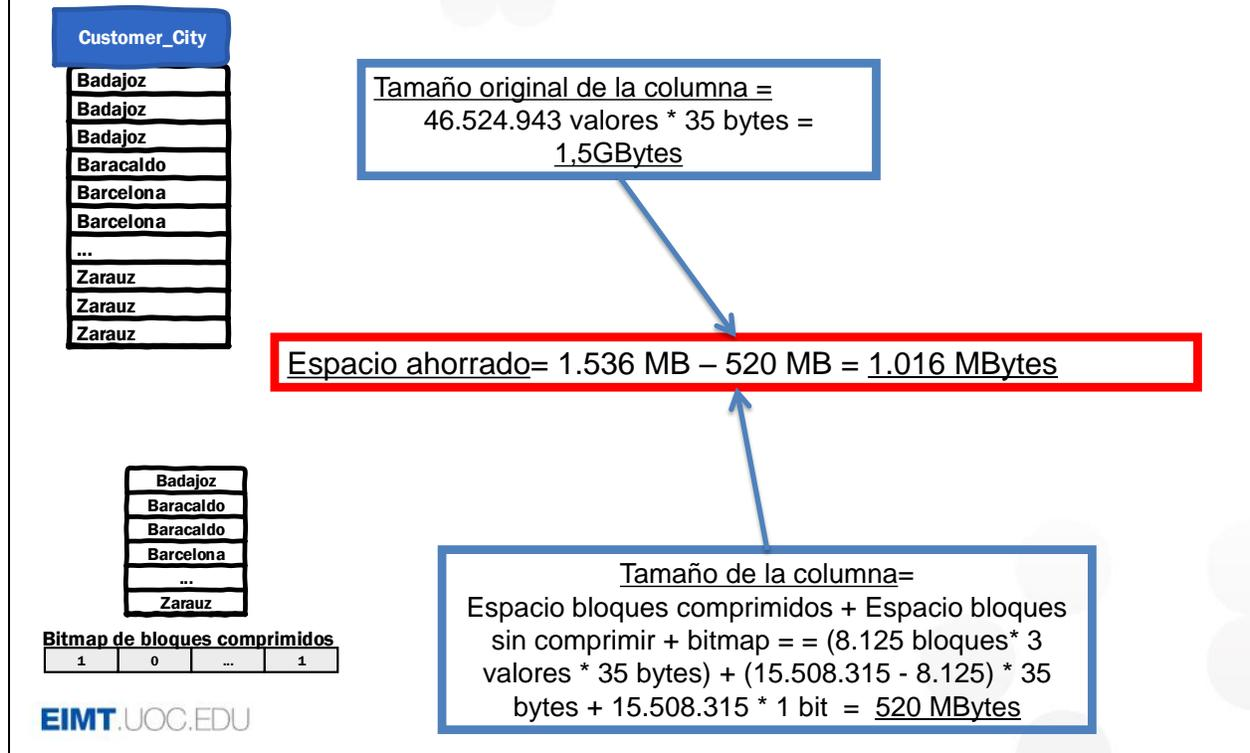 Customer_City
Badajoz
Badajoz
Badajoz
Baracaldo
Barcelona
Barcelona
...
Zarauz
Zarauz
Zarauz
Tamaño original de la columna =
46.524.943 valores * 35 bytes =
1,5GBytes
Espacio ahorrado= 1.536 MB – 520 MB = 1.016 MBytes
Badajoz
Baracaldo
Baracaldo
Barcelona
...
Zarauz
Bitmap de bloques comprimidos
1 0 ... 1
Tamaño de la columna=
Espacio bloques comprimidos + Espacio bloques
sin comprimir + bitmap = = (8.125 bloques* 3
valores * 35 bytes) + (15.508.315 - 8.125) * 35
bytes + 15.508.315 * 1 bit = 520 MBytes
EIMT.UOC.EDU